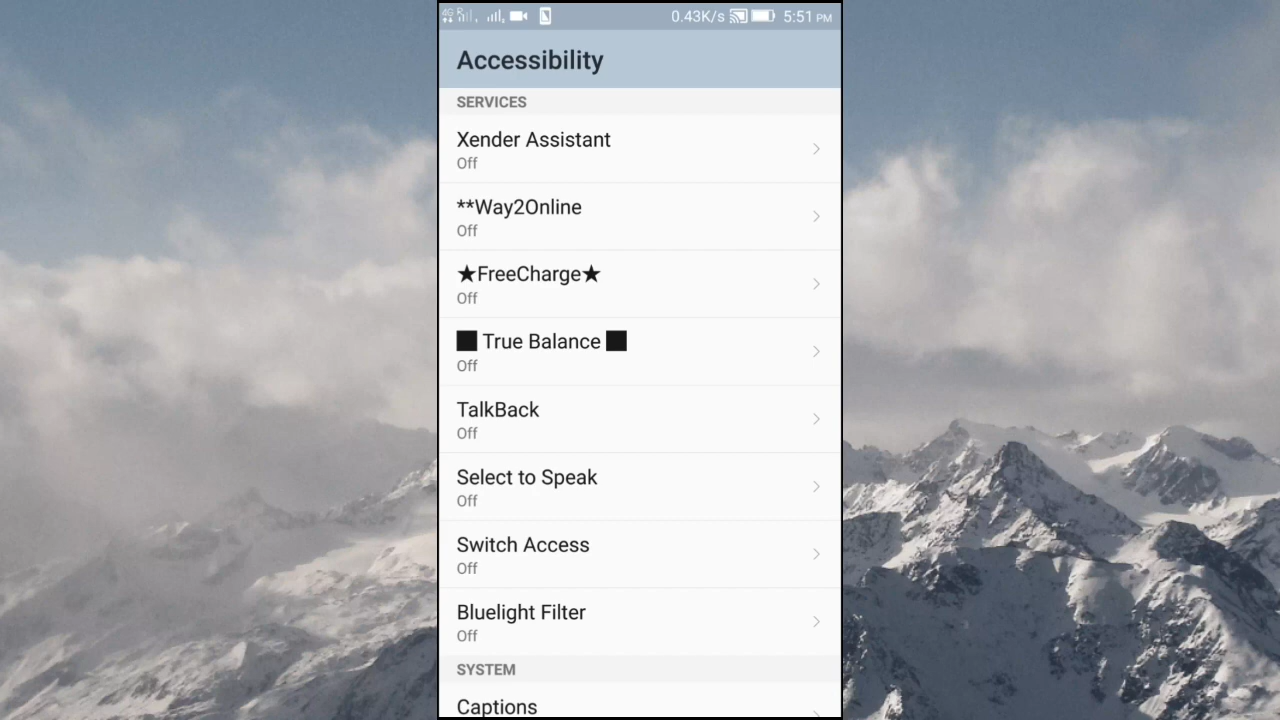 4G R 0.43K/s 5:51 PM
Accessibility
SERVICES
Xender Assistant
Off
**Way2Online
Off
★FreeCharge★
Off
■ True Balance ■
Off
TalkBack
Off
Select to Speak
Off
Switch Access
Off
Bluelight Filter
Off
SYSTEM
Captions